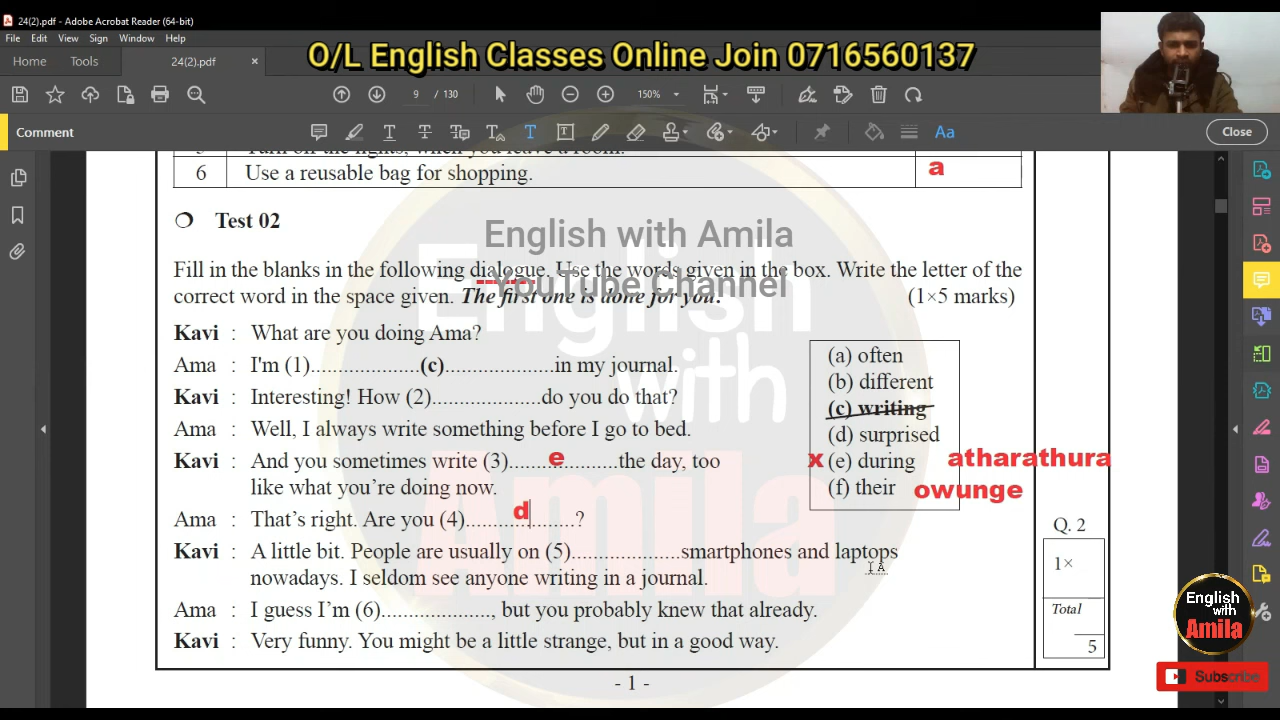 24(2).pdf - Adobe Acrobat Reader (64-bit)
File Edit View Sign Window Help
O/L English Classes Online Join 0716560137
Home Tools 24(2).pdf ×
9 / 130 150%
Comment
Close
6 Use a reusable bag for shopping. a
Test 02
English with Amila
YouTube Channel
Fill in the blanks in the following dialogue. Use the words given in the box. Write the letter of the
correct word in the space given. The first one is done for you. (1×5 marks)
Kavi : What are you doing Ama?
Ama : I'm (1)....................(c)....................in my journal.
Kavi : Interesting! How (2)....................do you do that?
Ama : Well, I always write something before I go to bed.
Kavi : And you sometimes write (3)........e............the day, too
like what you're doing now.
Ama : That's right. Are you (4)..........d..........?
Kavi : A little bit. People are usually on (5)....................smartphones and laptops
nowadays. I seldom see anyone writing in a journal.
Ama : I guess I'm (6)...................., but you probably knew that already.
Kavi : Very funny. You might be a little strange, but in a good way.
(a) often
(b) different
(c) writing
(d) surprised
x (e) during atharathura
(f) their owunge
Q. 2
1×
Total
5
- 1 -
English with Amila
English
with
Amila
Subscribe